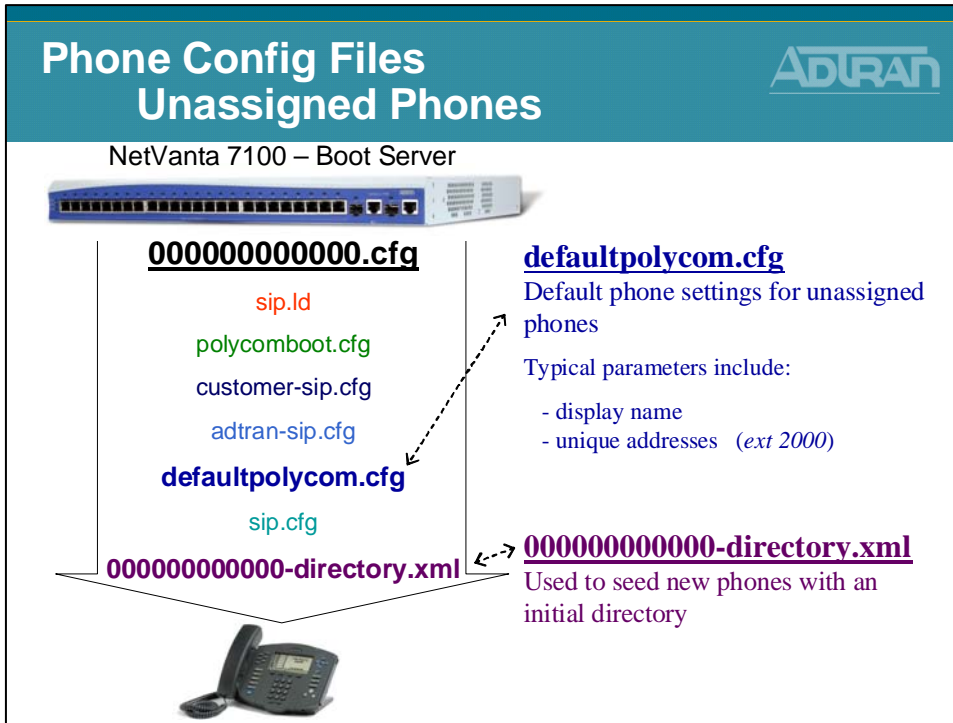 Phone Config Files
Unassigned Phones
ADTRAN
NetVanta 7100 – Boot Server
000000000000.cfg
sip.ld
polycomboot.cfg
customer-sip.cfg
adtran-sip.cfg
defaultpolycom.cfg
sip.cfg
000000000000-directory.xml
defaultpolycom.cfg
Default phone settings for unassigned
phones
Typical parameters include:
- display name
- unique addresses (ext 2000)
000000000000-directory.xml
Used to seed new phones with an
initial directory